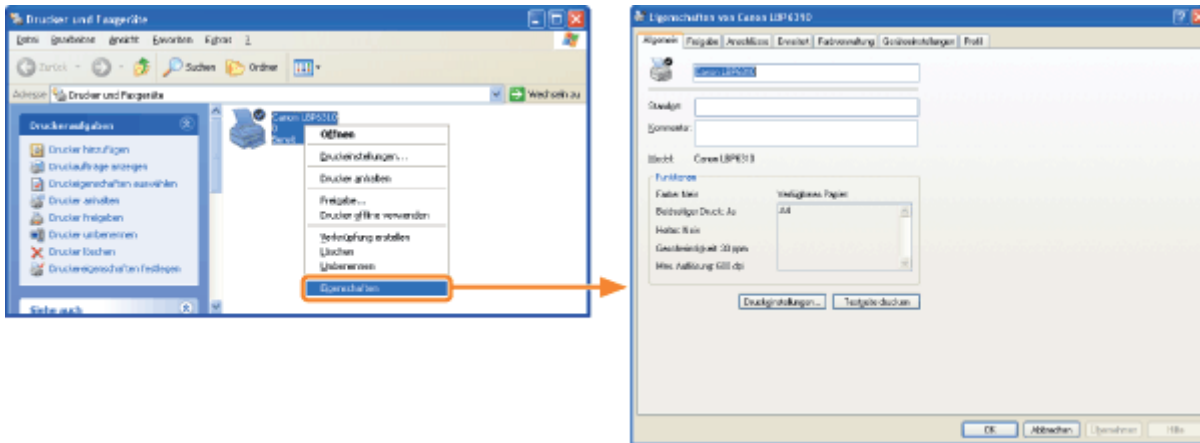 Drucker und Faxgeräte
Datei Bearbeiten Ansicht Favoriten Extras ?
Zurück Suchen Ordner
Adresse Drucker und Faxgeräte Wechseln zu
Druckeraufgaben
Drucker hinzufügen
Druckaufträge anzeigen
Druckeigenschaften auswählen
Drucker anhalten
Drucker freigeben
Drucker umbenennen
Drucker löschen
Druckereigenschaften festlegen
Siehe auch
Canon LBP6310
0
Bereit
Öffnen
Druckeinstellungen...
Drucker anhalten
Freigabe...
Drucker offline verwenden
Verknüpfung erstellen
Löschen
Umbenennen
Eigenschaften
Eigenschaften von Canon LBP6310
Allgemein Freigabe Anschlüsse Erweitert Farbverwaltung Geräteeinstellungen Profil
Canon LBP6310
Standort:
Kommentar:
Modell: Canon LBP6310
Funktionen
Farbe: Nein Verfügbares Papier:
Beidseitiger Druck: Ja A4
Heften: Nein
Geschwindigkeit: 33 ppm
Max. Auflösung: 600 dpi
Druckeinstellungen... Testseite drucken
OK Abbrechen Übernehmen Hilfe